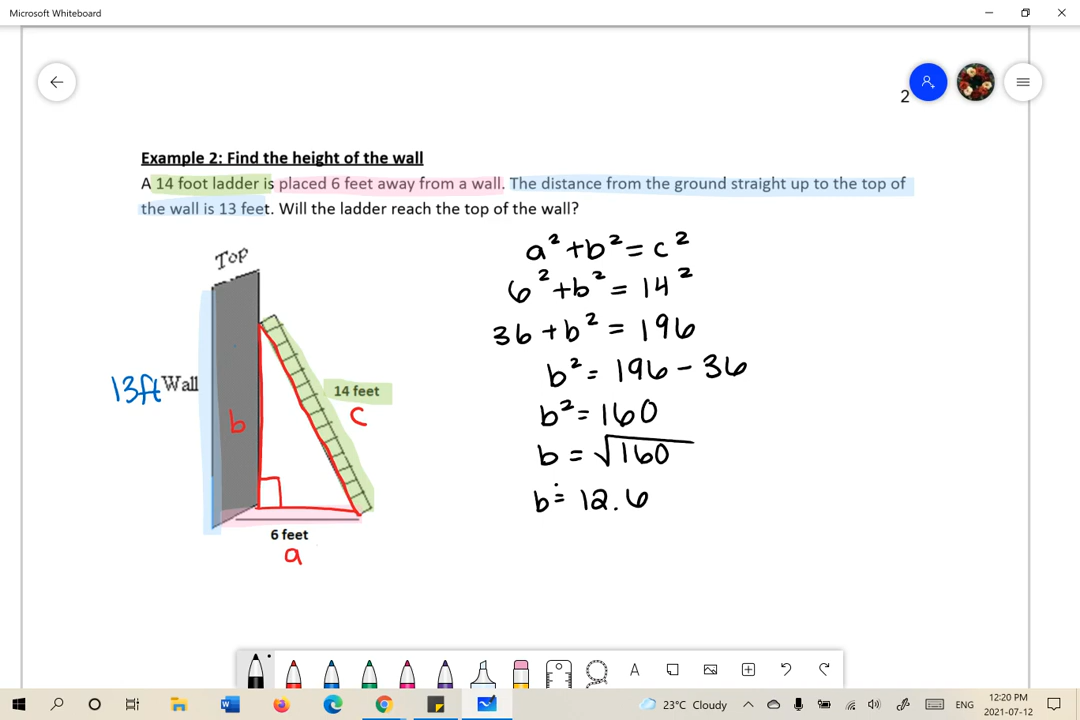 Microsoft Whiteboard
2
Example 2: Find the height of the wall
A 14 foot ladder is placed 6 feet away from a wall. The distance from the ground straight up to the top of
the wall is 13 feet. Will the ladder reach the top of the wall?
Top
13ft Wall
b
14 feet
c
6 feet
a
a² + b² = c²
6² + b² = 14²
36 + b² = 196
b² = 196 - 36
b² = 160
b = √160
b ≐ 12.6
A
23°C Cloudy
ENG
12:20 PM
2021-07-12